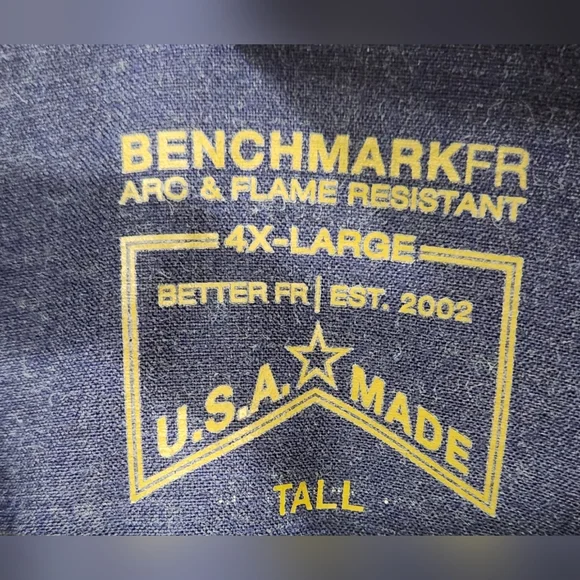 BENCHMARKFR
ARC & FLAME RESISTANT
4X-LARGE
BETTER FR | EST. 2002
U.S.A. MADE
TALL